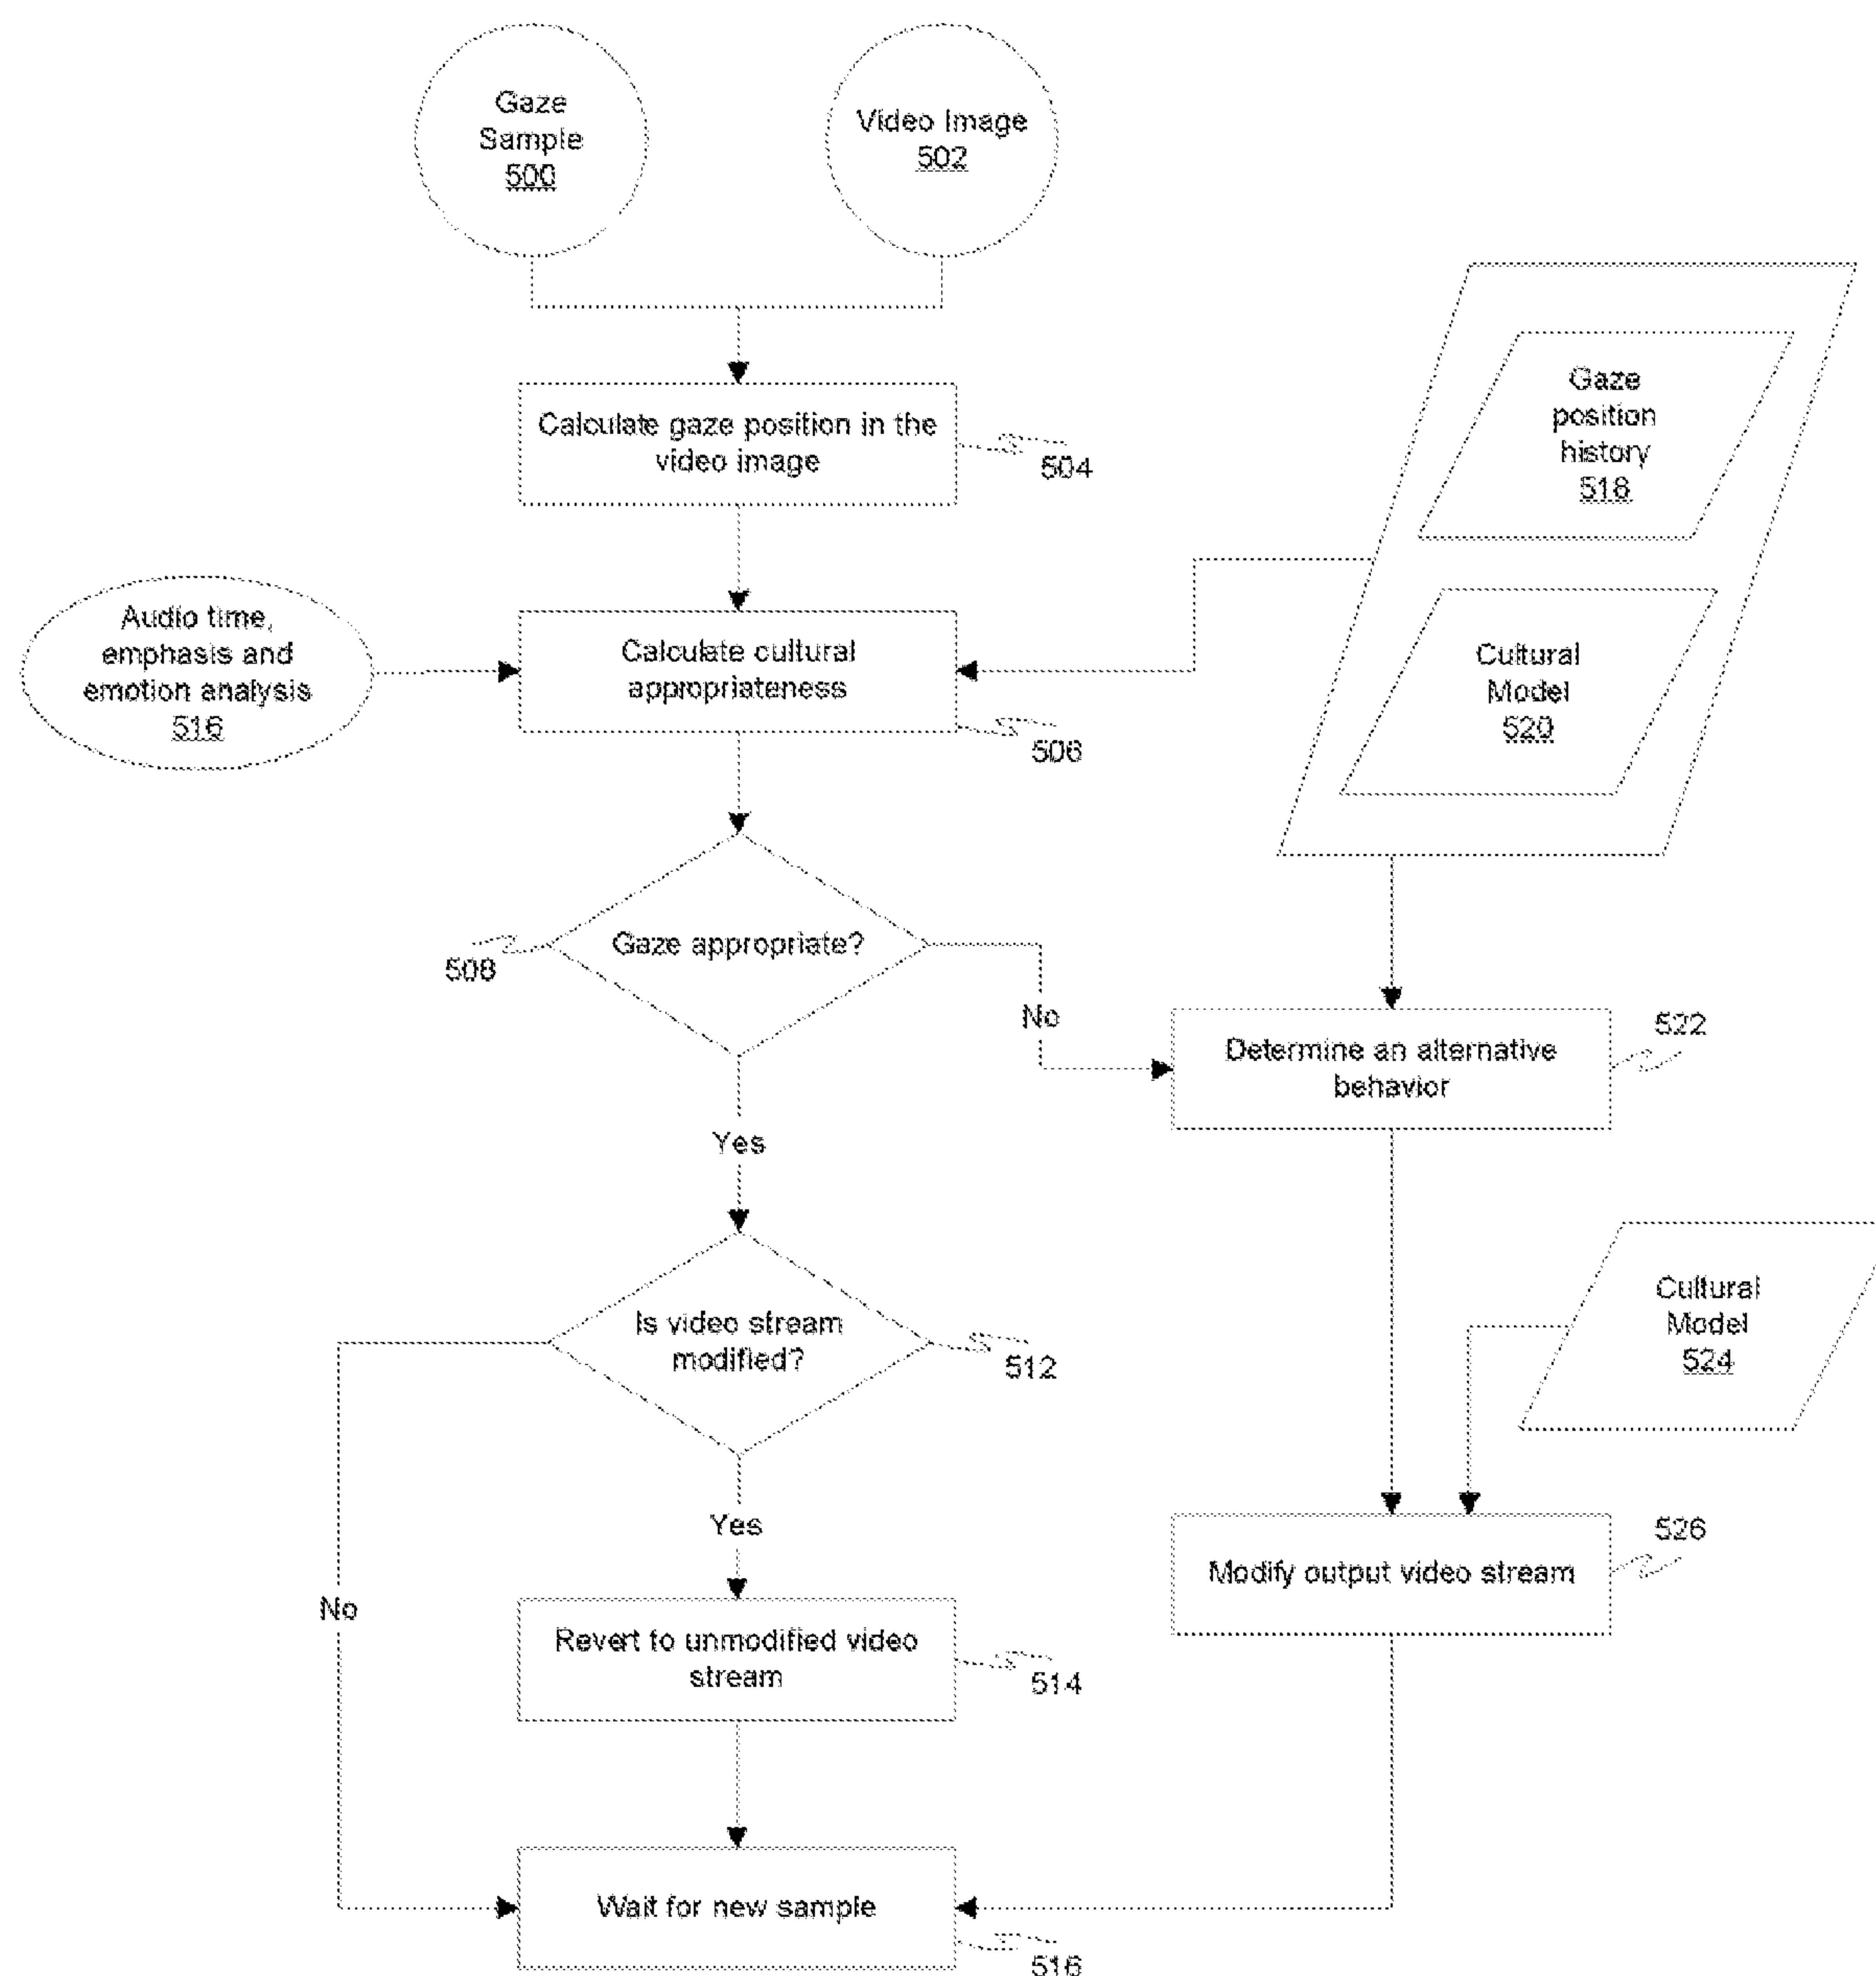 Gaze
Sample
500
Video Image
502
Calculate gaze position in the
video image
504
Gaze
position
history
518
Audio time,
emphasis and
emotion analysis
516
Calculate cultural
appropriateness
506
Cultural
Model
520
Gaze appropriate?
508
No
Determine an alternative
behavior
522
Yes
Is video stream
modified?
512
Cultural
Model
524
Yes
No
Revert to unmodified video
stream
514
Modify output video stream
526
Wait for new sample
516